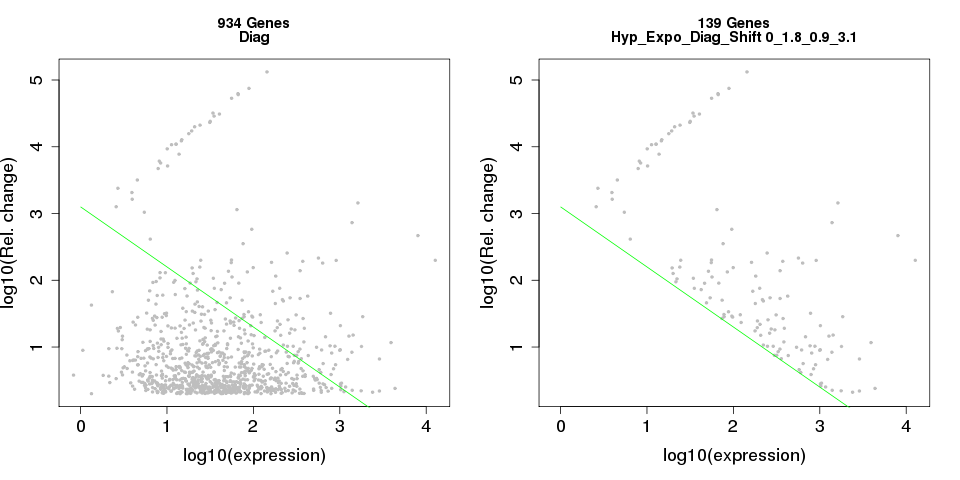 934 Genes
Diag
5
4
3
2
1
log10(Rel. change)
0 1 2 3 4
log10(expression)
139 Genes
Hyp_Expo_Diag_Shift 0_1.8_0.9_3.1
5
4
3
2
1
log10(Rel. change)
0 1 2 3 4
log10(expression)